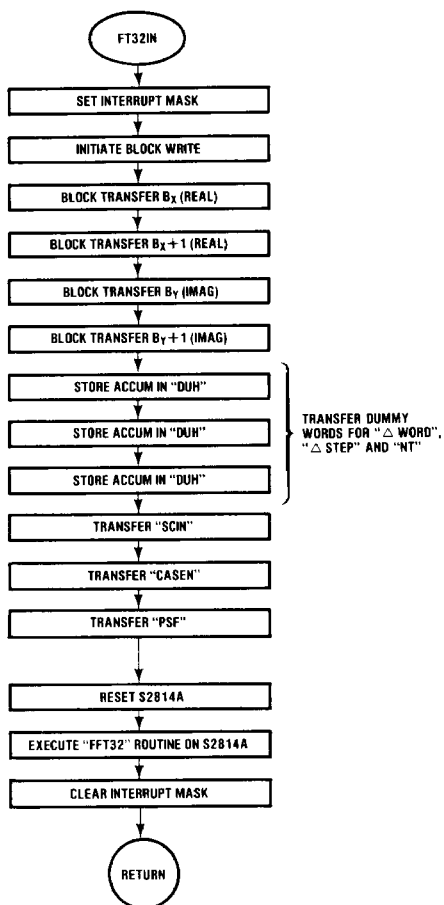 FT32IN
SET INTERRUPT MASK
INITIATE BLOCK WRITE
BLOCK TRANSFER BX (REAL)
BLOCK TRANSFER BX+1 (REAL)
BLOCK TRANSFER BY (IMAG)
BLOCK TRANSFER BY+1 (IMAG)
STORE ACCUM IN "DUH"
STORE ACCUM IN "DUH"
STORE ACCUM IN "DUH"
TRANSFER DUMMY
WORDS FOR "△ WORD",
"△ STEP" AND "NT"
TRANSFER "SCIN"
TRANSFER "CASEN"
TRANSFER "PSF"
RESET S2814A
EXECUTE "FFT32" ROUTINE ON S2814A
CLEAR INTERRUPT MASK
RETURN